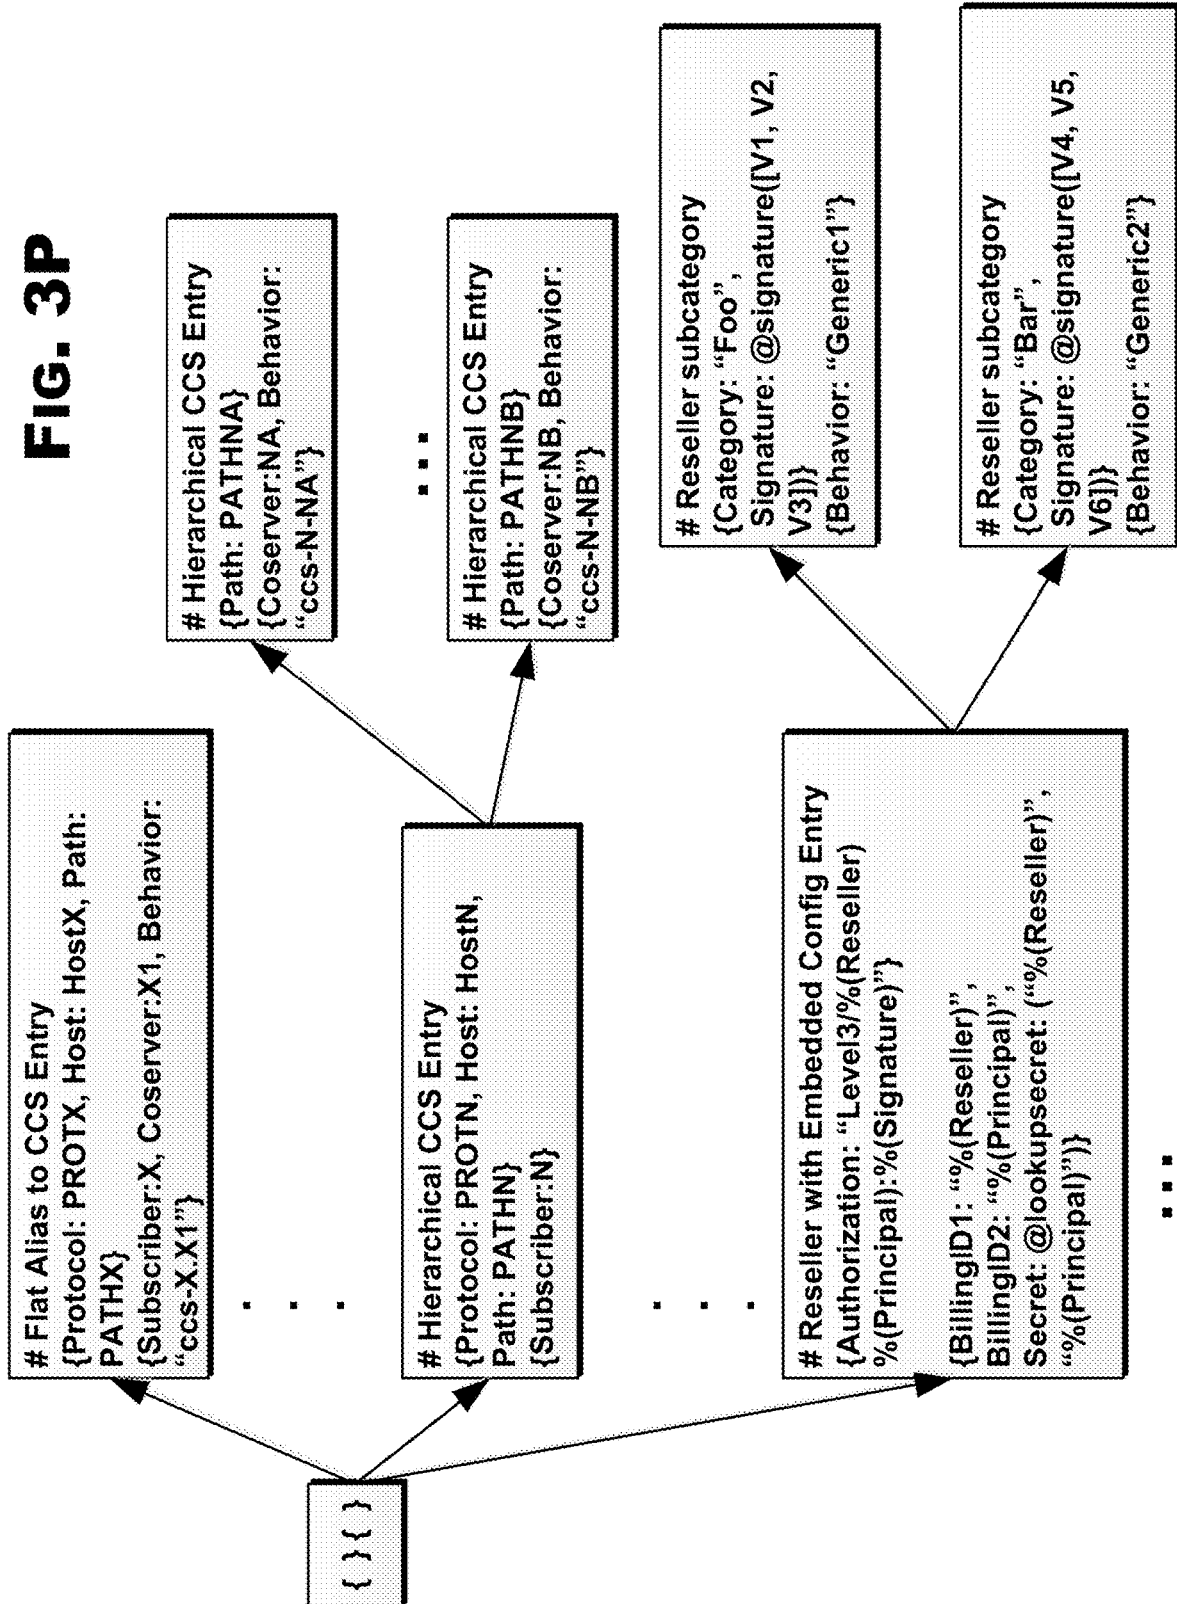 FIG. 3P
{ } { }
# Flat Alias to CCS Entry
{Protocol: PROTX, Host: HostX, Path:
PATHX}
{Subscriber:X, Coserver:X1, Behavior:
“ccs-X.X1”}
. . .
# Hierarchical CCS Entry
{Protocol: PROTN, Host: HostN,
Path: PATHN}
{Subscriber:N}
. . .
# Reseller with Embedded Config Entry
{Authorization: “Level3/%(Reseller)
%(Principal):%(Signature)”}
{BillingID1: “%(Reseller)”,
BillingID2: “%(Principal)”,
Secret: @lookupsecret: (“%(Reseller)”,
“%(Principal)”)}
...
# Hierarchical CCS Entry
{Path: PATHNA}
{Coserver:NA, Behavior:
“ccs-N-NA”}
...
# Hierarchical CCS Entry
{Path: PATHNB}
{Coserver:NB, Behavior:
“ccs-N-NB”}
# Reseller subcategory
{Category: “Foo”,
Signature: @signature([V1, V2,
V3])}
{Behavior: “Generic1”}
# Reseller subcategory
{Category: “Bar”,
Signature: @signature([V4, V5,
V6])}
{Behavior: “Generic2”}